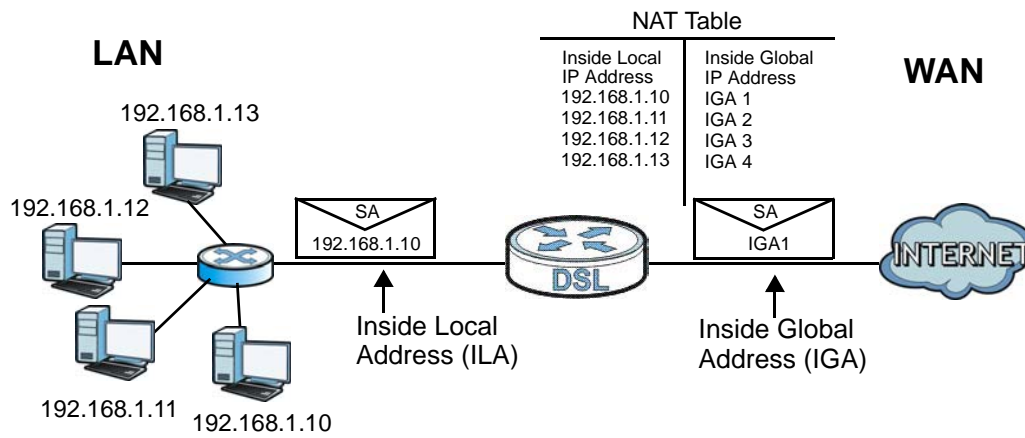 NAT Table
LAN
WAN
Inside Local
IP Address
192.168.1.10
192.168.1.11
192.168.1.12
192.168.1.13
Inside Global
IP Address
IGA 1
IGA 2
IGA 3
IGA 4
192.168.1.13
192.168.1.12
192.168.1.11
192.168.1.10
SA
192.168.1.10
Inside Local
Address (ILA)
DSL
SA
IGA1
Inside Global
Address (IGA)
INTERNET